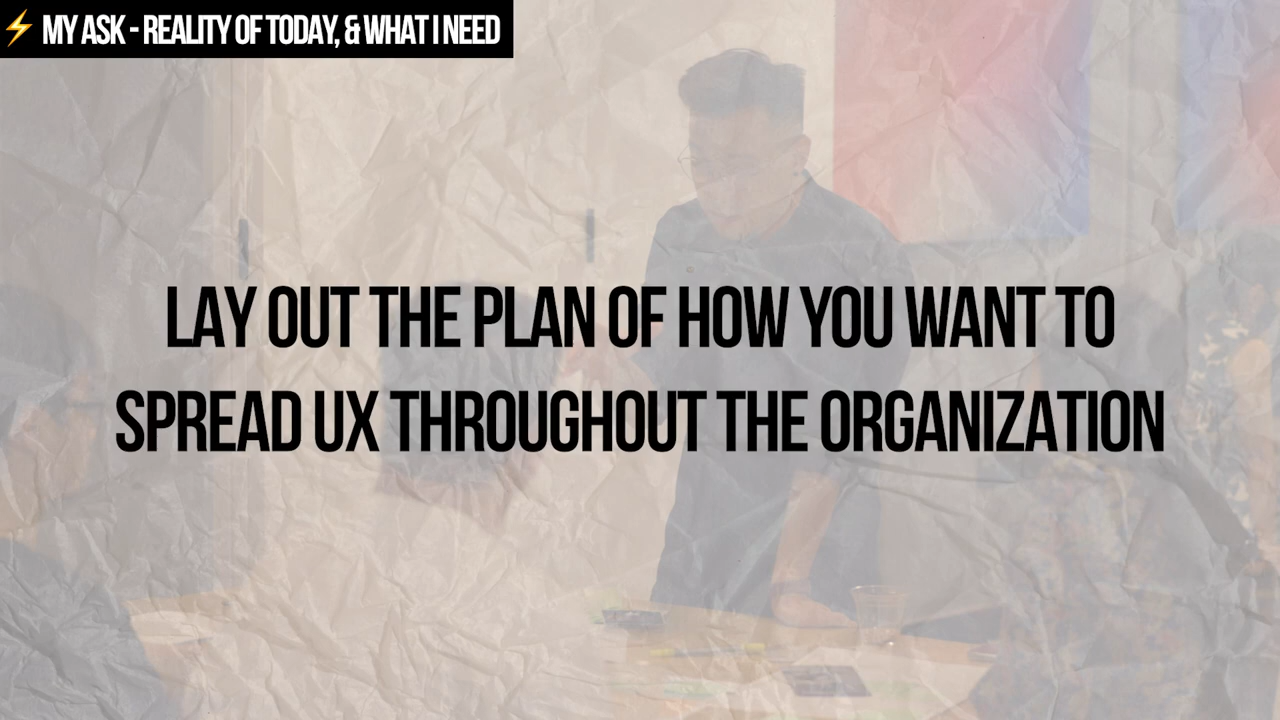 ⚡ MY ASK - REALITY OF TODAY, & WHAT I NEED
LAY OUT THE PLAN OF HOW YOU WANT TO
SPREAD UX THROUGHOUT THE ORGANIZATION